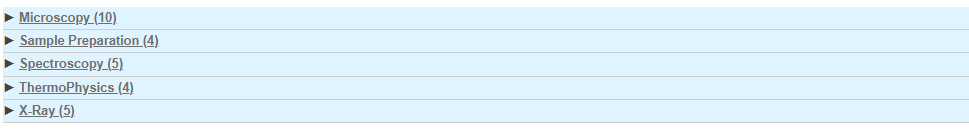 Microscopy (10)
Sample Preparation (4)
Spectroscopy (5)
ThermoPhysics (4)
X-Ray (5)